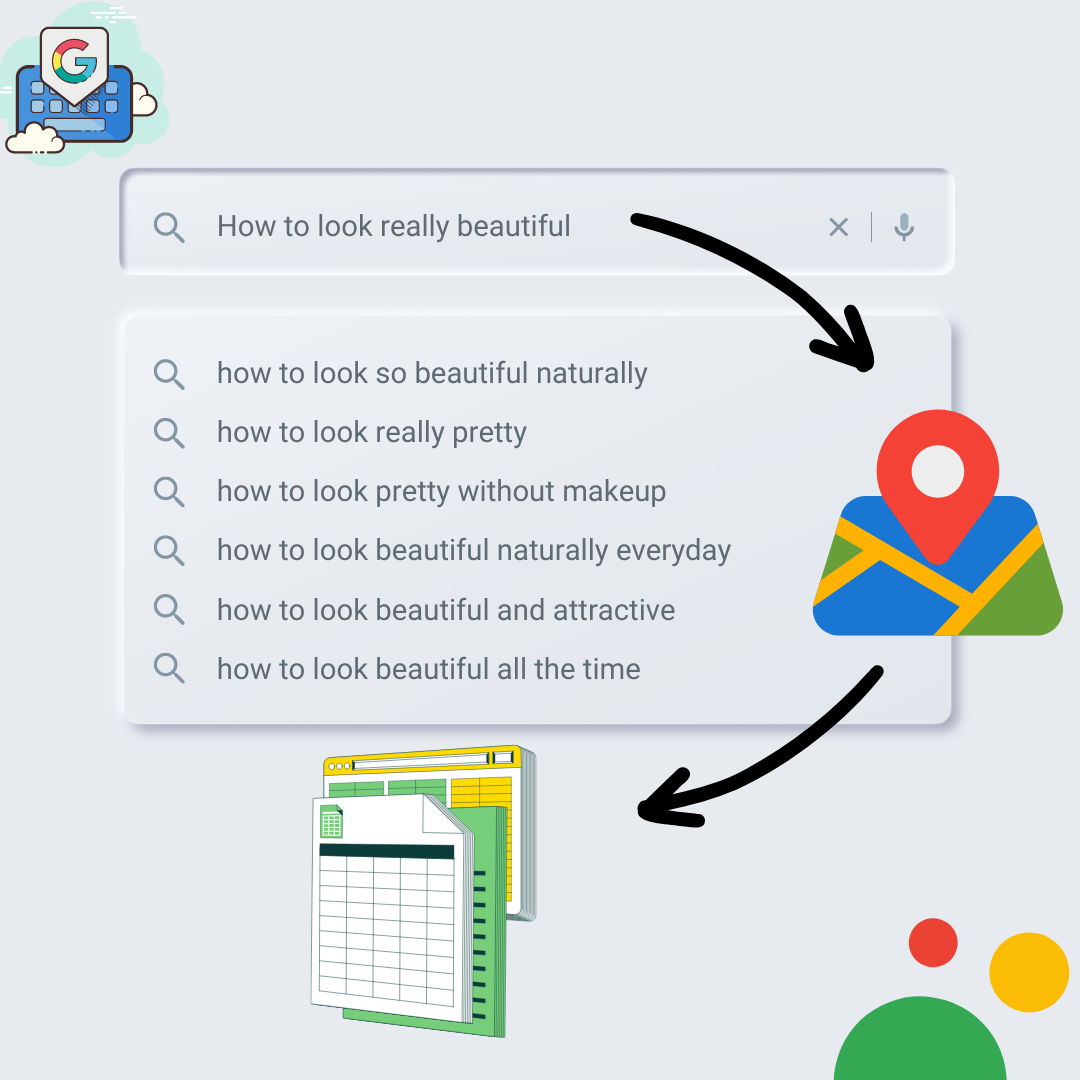 G
How to look really beautiful
how to look so beautiful naturally
how to look really pretty
how to look pretty without makeup
how to look beautiful naturally everyday
how to look beautiful and attractive
how to look beautiful all the time